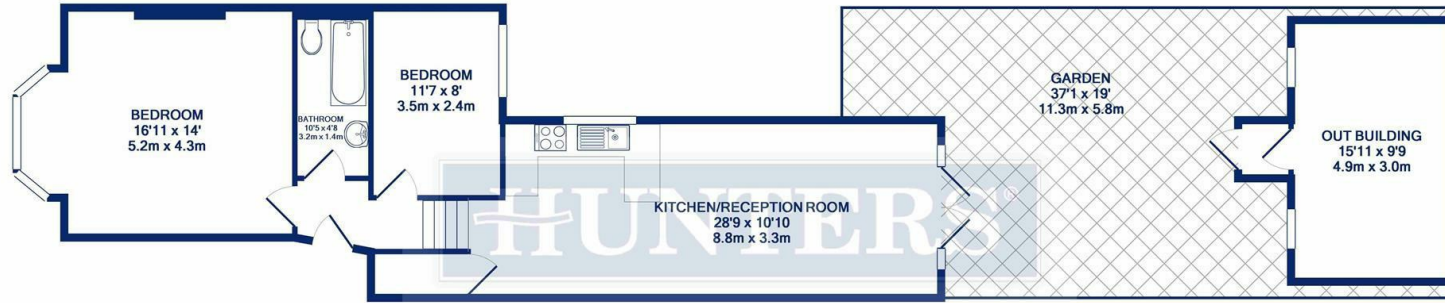 BEDROOM
16'11 x 14'
5.2m x 4.3m
BATHROOM
10'5 x 4'8
3.2m x 1.4m
BEDROOM
11'7 x 8'
3.5m x 2.4m
KITCHEN/RECEPTION ROOM
28'9 x 10'10
8.8m x 3.3m
HUNTERS®
GARDEN
37'1 x 19'
11.3m x 5.8m
OUT BUILDING
15'11 x 9'9
4.9m x 3.0m